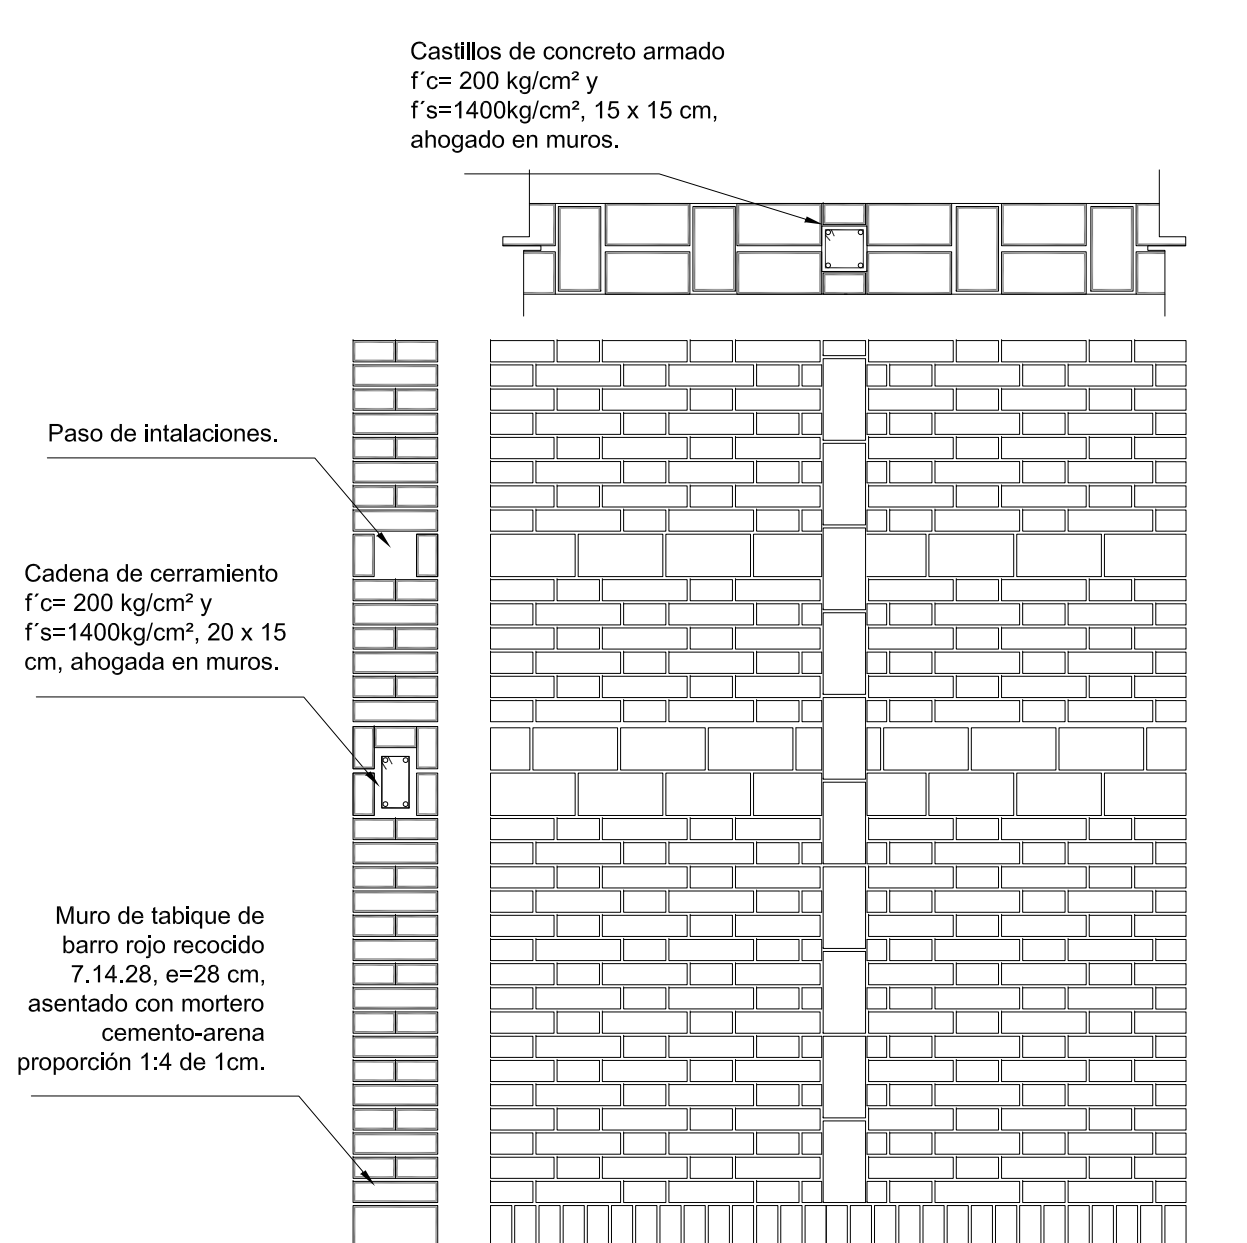 Castillos de concreto armado
f´c= 200 kg/cm² y
f´s=1400kg/cm², 15 x 15 cm,
ahogado en muros.
Paso de intalaciones.
Cadena de cerramiento
f´c= 200 kg/cm² y
f´s=1400kg/cm², 20 x 15
cm, ahogada en muros.
Muro de tabique de
barro rojo recocido
7.14.28, e=28 cm,
asentado con mortero
cemento-arena
proporción 1:4 de 1cm.